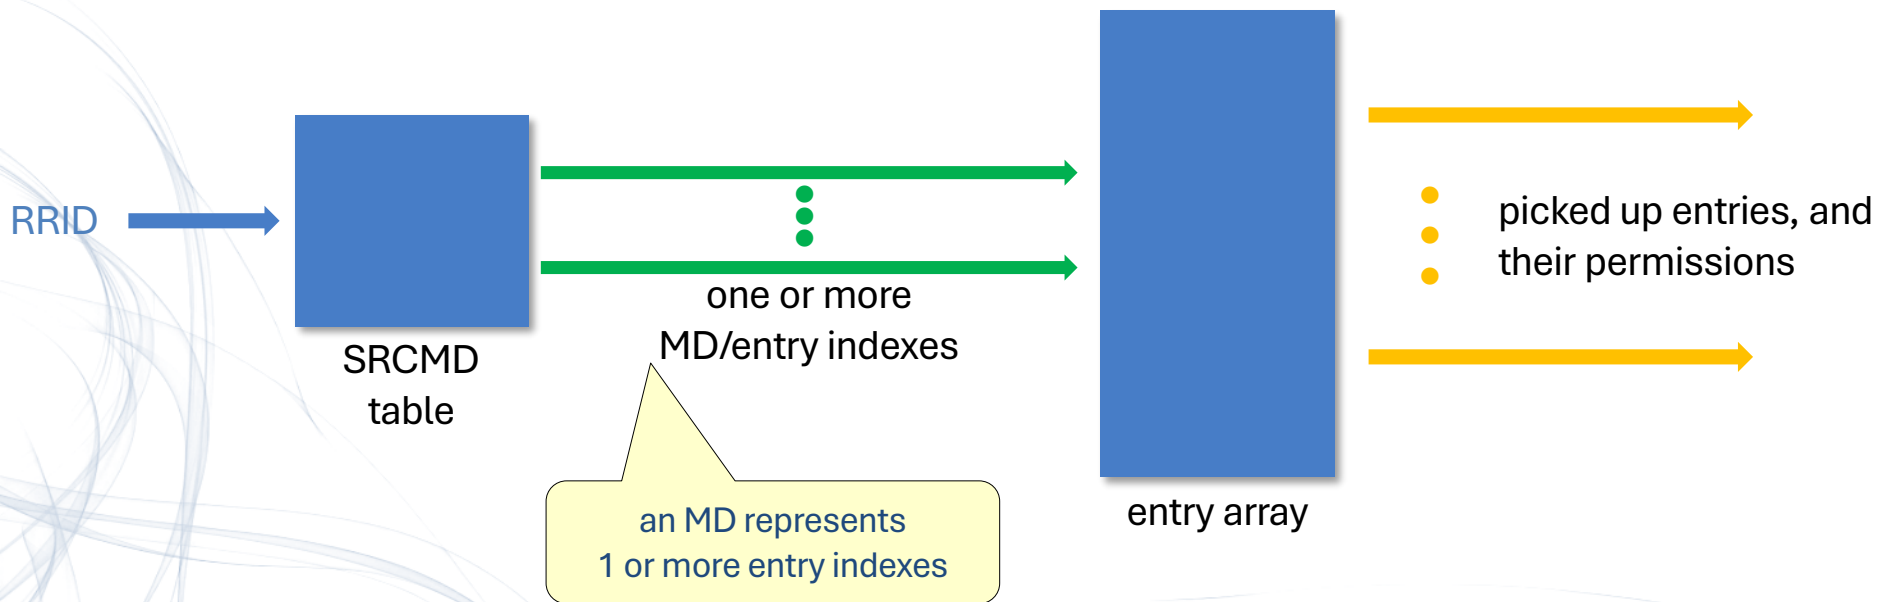 RRID
SRCMD
table
one or more
MD/entry indexes
an MD represents
1 or more entry indexes
entry array
picked up entries, and
their permissions